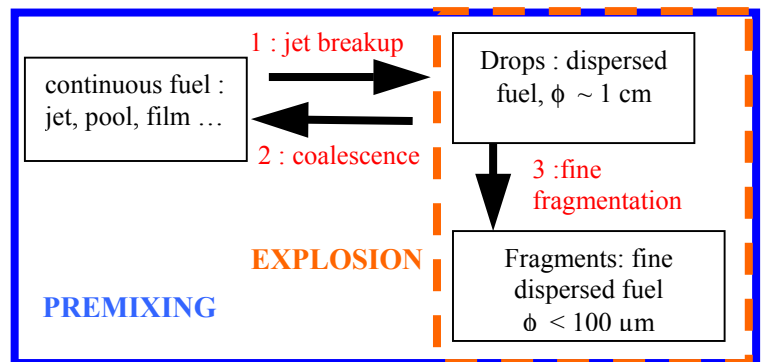 1 : jet breakup
continuous fuel :
jet, pool, film …
Drops : dispersed
fuel, ϕ ~ 1 cm
2 : coalescence
3 :fine
fragmentation
EXPLOSION
Fragments: fine
dispersed fuel
ϕ < 100 µm
PREMIXING